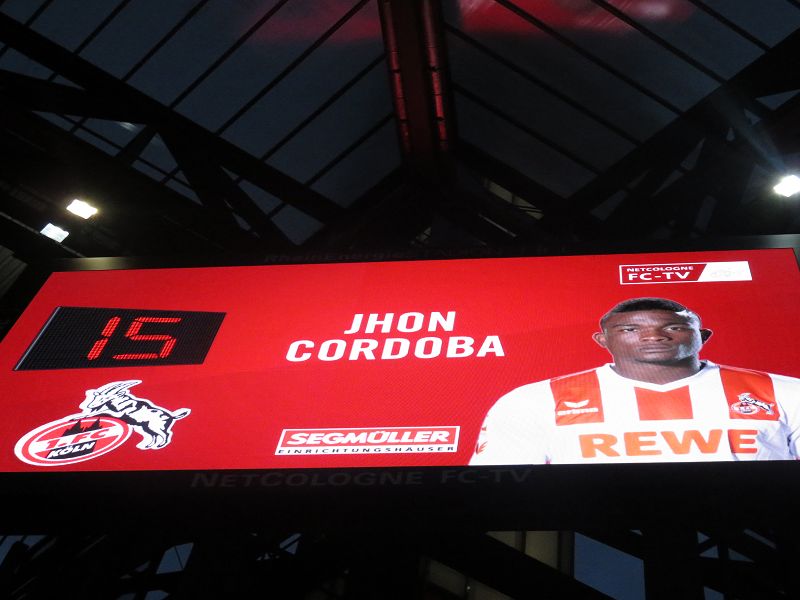 NETCOLOGNE
FC-TV
15
JHON
CORDOBA
1.FC
KÖLN
SEGMÜLLER
EINRICHTUNGSHÄUSER
erima
REWE
NETCOLOGNE FC-TV